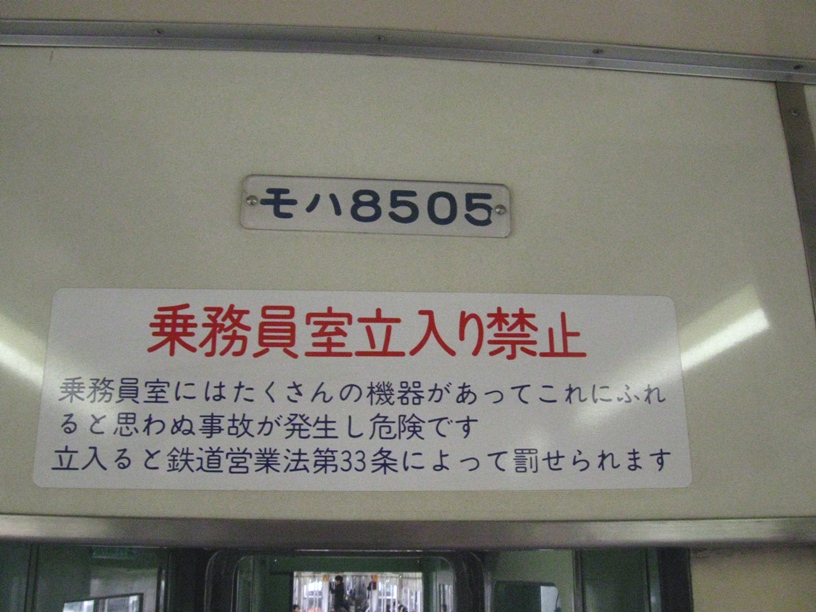 モハ8505
乗務員室立入り禁止
乗務員室にはたくさんの機器があってこれにふれ
ると思わぬ事故が発生し危険です
立入ると鉄道営業法第33条によって罰せられます